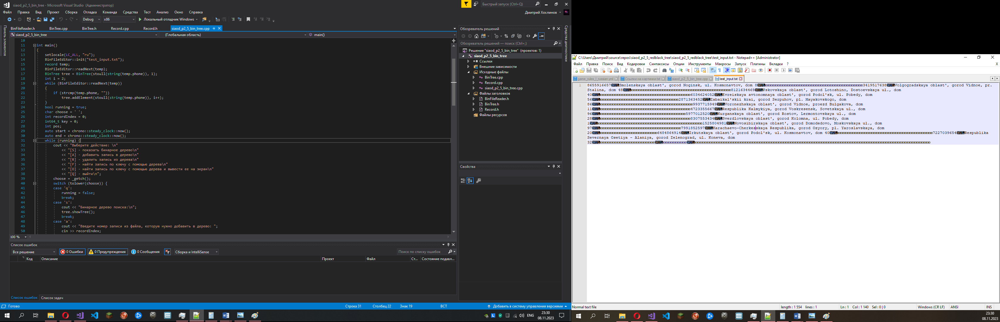 siaod_p2_5_bin_tree - Microsoft Visual Studio (Администратор)
Быстрый запуск (Ctrl+Q)
Файл Правка Вид Проект Сборка Отладка Команда Средства Тест Анализ Окно Справка
Дмитрий Хохлинов
Debug x86 Локальный отладчик Windows
Панель элементов
BinFileReader.h BinTree.cpp BinTree.h Record.cpp Record.h siaod_p2_5_bin_tree.cpp
siaod_p2_5_bin_tree (Глобальная область) main()
10
11 int main()
12 {
13 setlocale(LC_ALL, "ru");
14 BinFileEditor::init("test_input.txt");
15 record temp;
16 BinFileEditor::readNext(temp);
17 BinTree tree = BinTree(stoull(string(temp.phone)), 1);
18 int i = 2;
19 while (BinFileEditor::readNext(temp))
20 {
21 if (strcmp(temp.phone, ""))
22 tree.addElement(stoull(string(temp.phone)), i++);
23 }
24 bool running = true;
25 char choose = ' ';
26 int recordIndex = 0;
27 int64_t key = 0;
28 int pos;
29 auto start = chrono::steady_clock::now();
30 auto end = chrono::steady_clock::now();
31 while (running) {
32 cout << "Выберите действие: \n"
33 << "[S] - показать бинарное дерево\n"
34 << "[A] - добавить запись в дерево\n"
35 << "[R] - удалить запись из дерева\n"
36 << "[F] - найти запись по ключу с помощью дерева\n"
37 << "[O] - найти запись по ключу с помощью дерева и вывести ее на экран\n"
38 << "[Q] - выйти\n";
39 choose = _getch();
40 switch (tolower(choose)) {
41 case 'q':
42 running = false;
43 break;
44 case 's':
45 cout << "Бинарное дерево поиска:\n";
46 tree.showTree();
47 break;
48 case 'a':
49 cout << "Введите номер записи из файла, которую нужно добавить в дерево: ";
50 cin >> recordIndex;
100 %
Список ошибок
Все решение 0 Ошибки 0 Предупреждения 0 Сообщения Сборка и IntelliSense Поиск по списку ошибок
Код Описание Проект Файл Ст... Состояние подавл...
Список ошибок Список задач
Готово Строка 31 Столбец 22 Знак 19 ВСТ Добавить в систему управления версиями
Обозреватель решений
Обозреватель решений — поиск (Ctrl+;)
Решение "siaod_p2_5_bin_tree" (проектов: 1)
siaod_p2_5_bin_tree
Ссылки
Внешние зависимости
Исходные файлы
BinTree.cpp
Record.cpp
siaod_p2_5_bin_tree.cpp
Файлы заголовков
BinFileReader.h
BinTree.h
Record.h
Файлы ресурсов
Свойства
Средства диагностики
ENG 23:30
08.11.2023
C:\Users\Дмитрий\source\repos\siaod_p2_5_redblack_tree\siaod_p2_5_redblack_tree\test_input.txt - Notepad++ [Administrator]
Файл Правка Поиск Вид Кодировки Синтаксисы Опции Инструменты Макросы Запуск Плагины Вкладки ? X
game_rules_l_russian.yml Ссылки на картинки.txt siaod_p2_5_bin_tree.cpp test_input.txt
1 8655916657NULSmolenskaya oblast', gorod Noginsk, ul. Kosmonavtov, dom 8NUL 3419517638NULVolgogradskaya oblast', gorod Vidnoe, pr.
Stalina, dom 48NUL 8121634469NULPskovskaya oblast', gorod Lotoshino, Dostoevskaya ul., dom
40NUL 6034624052NULEvreiskaya avtonomnaya oblast', gorod Podol'sk, ul. Pobedy, dom
56NUL 2871363452NULZabaikal'skii krai, gorod Serpuhov, pl. Mayakovskogo, dom
86NUL 9937715949NULVoronezhskaya oblast', gorod Vidnoe, proezd Bulgakova, dom
11NUL 4723355667NULRespublika Kalmykiya, gorod Voskresensk, Sovetskaya ul., dom
96NUL 5977012520NULKurganskaya oblast', gorod Rostov, Lermontovskaya ul., dom
28NUL 8307553434NULSverdlovskaya oblast', gorod Kolomna, ul. Pobedy, dom
1NUL 1525804981NULNovosibirskaya oblast', gorod Domodedovo, Moskovskaya ul., dom
97NUL 7991852597NULKarachaevo-Cherkesskaya Respublika, gorod Ozyory, pl. Yaroslavskaya, dom
20NUL 6484864914NULIrkutskaya oblast', gorod Podol'sk, ul. Kosmonavtov, dom 40NUL 7227039654NULRespublika
Severnaya Osetiya - Alaniya, gorod Zelenograd, ul. Koneva, dom
32NUL NUL NUL
Normal text file length : 1 554 lines : 1 Ln : 1 Col : 1 140 Sel : 0 | 0 Windows (CR LF) ANSI INS
23:30
08.11.2023